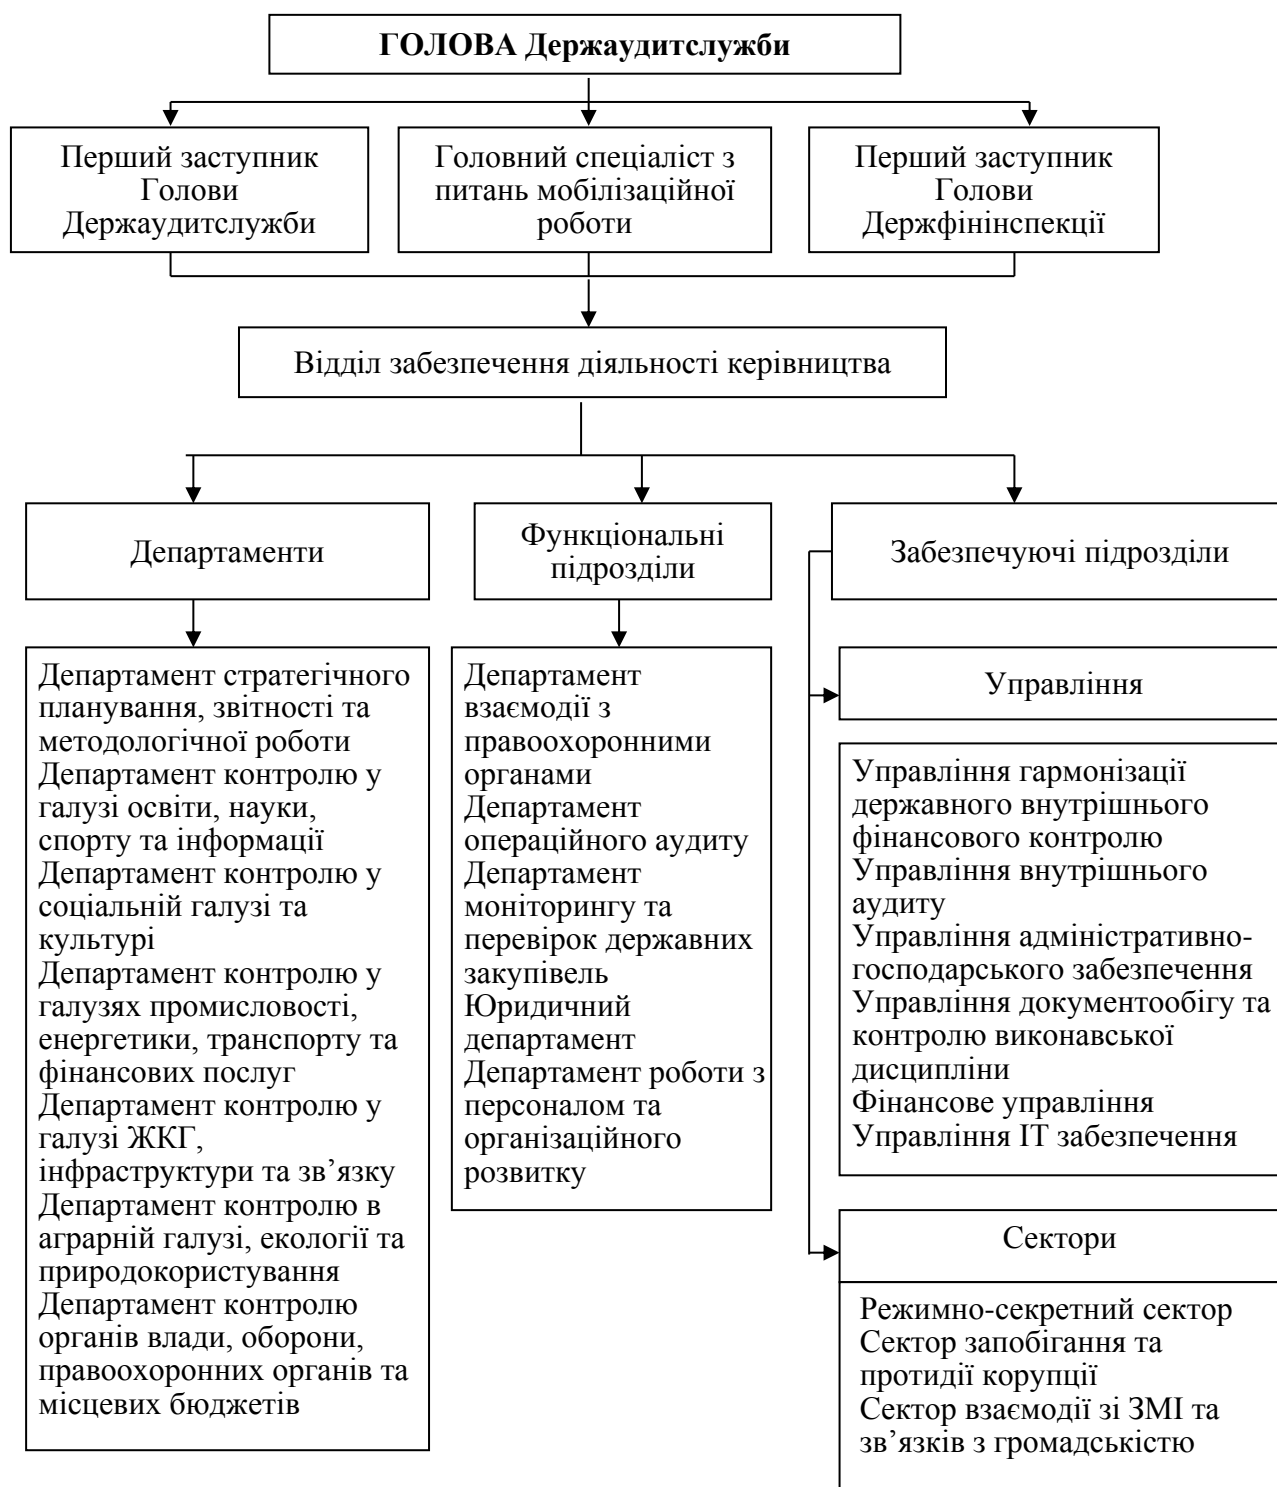 ГОЛОВА Держаудитслужби
Перший заступник
Голови
Держаудитслужби
Головний спеціаліст з
питань мобілізаційної
роботи
Перший заступник
Голови
Держфінінспекції
Відділ забезпечення діяльності керівництва
Департаменти
Функціональні
підрозділи
Забезпечуючі підрозділи
Департамент стратегічного
планування, звітності та
методологічної роботи
Департамент контролю у
галузі освіти, науки,
спорту та інформації
Департамент контролю у
соціальній галузі та
культурі
Департамент контролю у
галузях промисловості,
енергетики, транспорту та
фінансових послуг
Департамент контролю у
галузі ЖКГ,
інфраструктури та зв’язку
Департамент контролю в
аграрній галузі, екології та
природокористування
Департамент контролю
органів влади, оборони,
правоохоронних органів та
місцевих бюджетів
Департамент
взаємодії з
правоохоронними
органами
Департамент
операційного аудиту
Департамент
моніторингу та
перевірок державних
закупівель
Юридичний
департамент
Департамент роботи з
персоналом та
організаційного
розвитку
Управління
Управління гармонізації
державного внутрішнього
фінансового контролю
Управління внутрішнього
аудиту
Управління адміністративно-
господарського забезпечення
Управління документообігу та
контролю виконавської
дисципліни
Фінансове управління
Управління ІТ забезпечення
Сектори
Режимно-секретний сектор
Сектор запобігання та
протидії корупції
Сектор взаємодії зі ЗМІ та
зв’язків з громадськістю